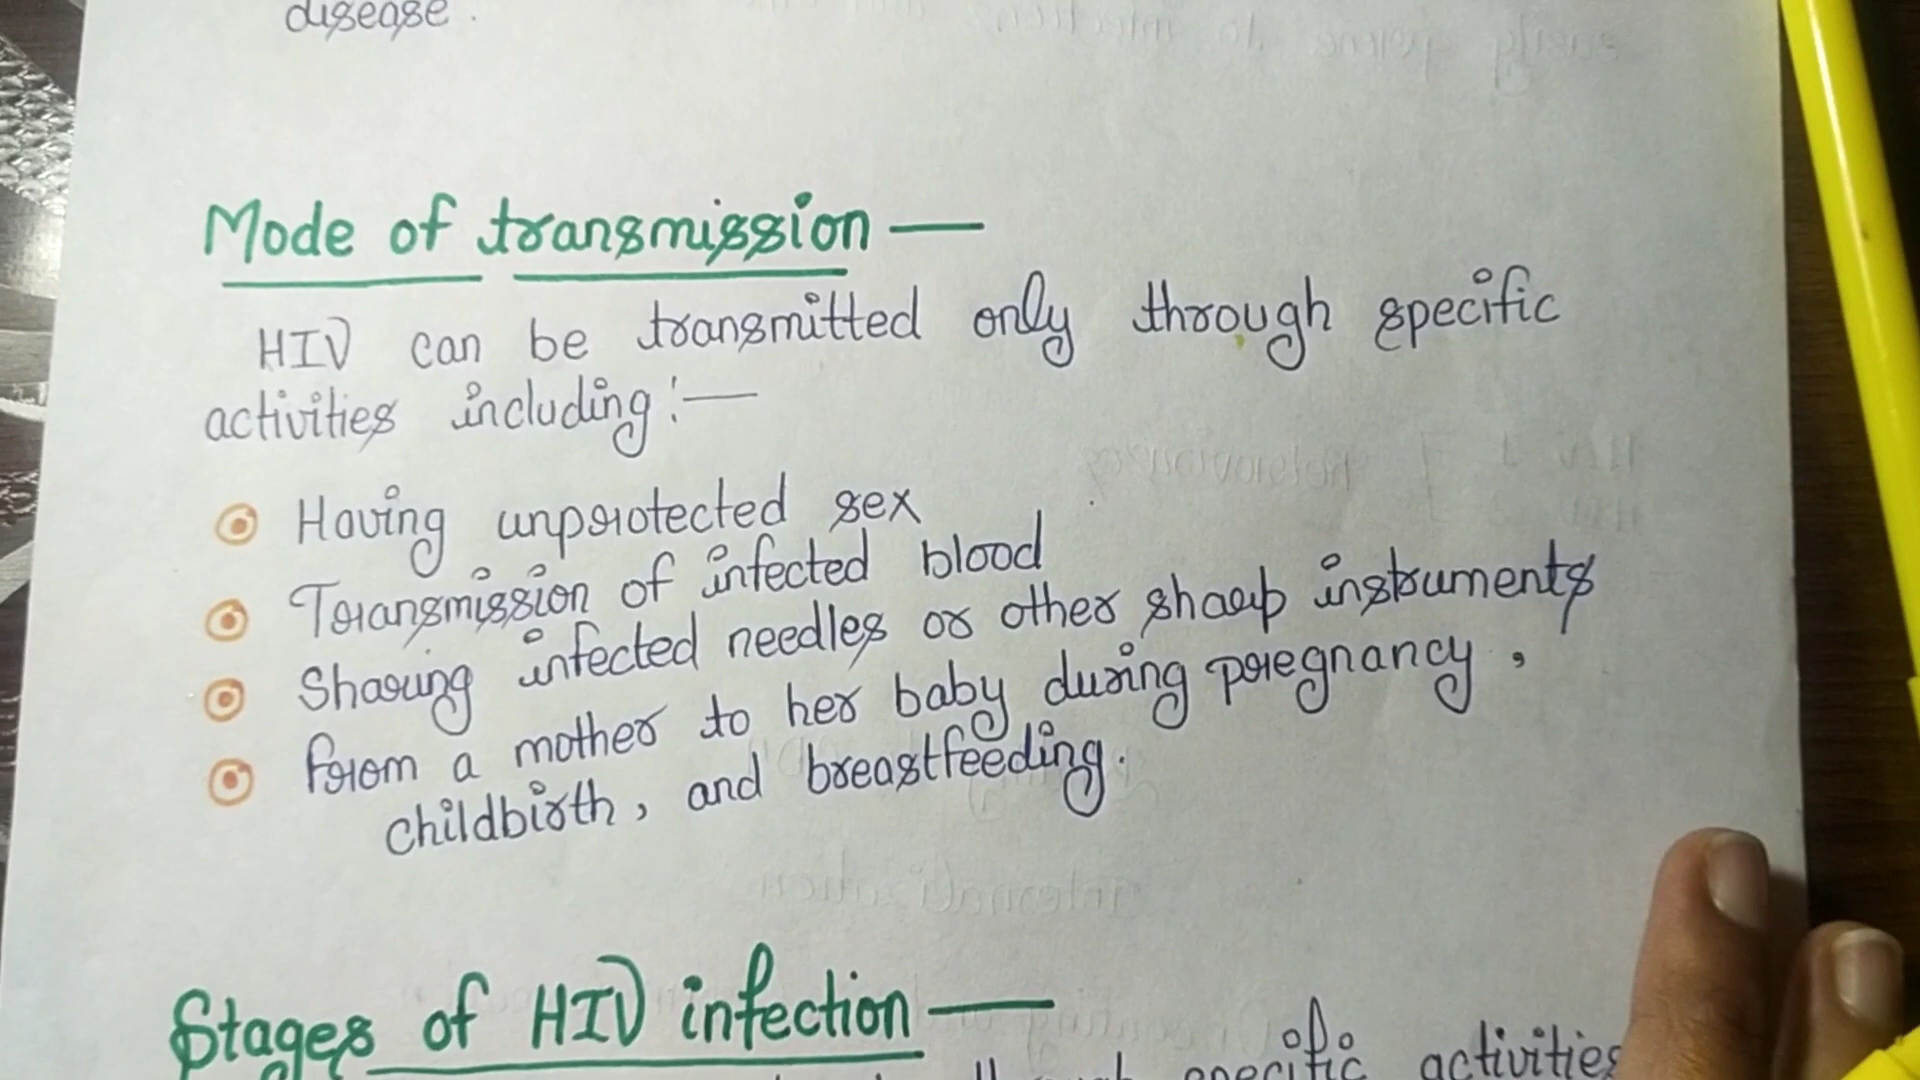 disease.
Mode of transmission —
HIV can be transmitted only through specific
activities including :—
Having unprotected sex
Transmission of infected blood
Sharing infected needles or other sharp instruments
from a mother to her baby during pregnancy,
childbirth, and breastfeeding.
Stages of HIV infection —
specific activities